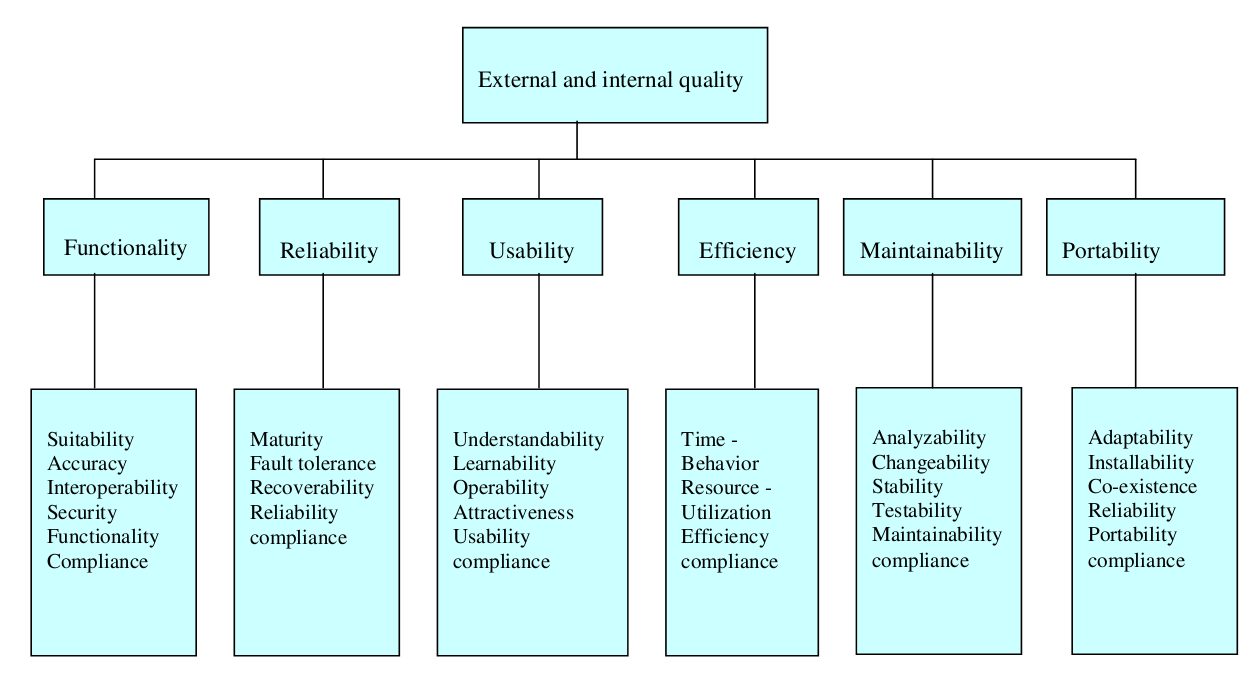 External and internal quality
Functionality
Reliability
Usability
Efficiency
Maintainability
Portability
Suitability
Accuracy
Interoperability
Security
Functionality
Compliance
Maturity
Fault tolerance
Recoverability
Reliability
compliance
Understandability
Learnability
Operability
Attractiveness
Usability
compliance
Time -
Behavior
Resource -
Utilization
Efficiency
compliance
Analyzability
Changeability
Stability
Testability
Maintainability
compliance
Adaptability
Installability
Co-existence
Reliability
Portability
compliance